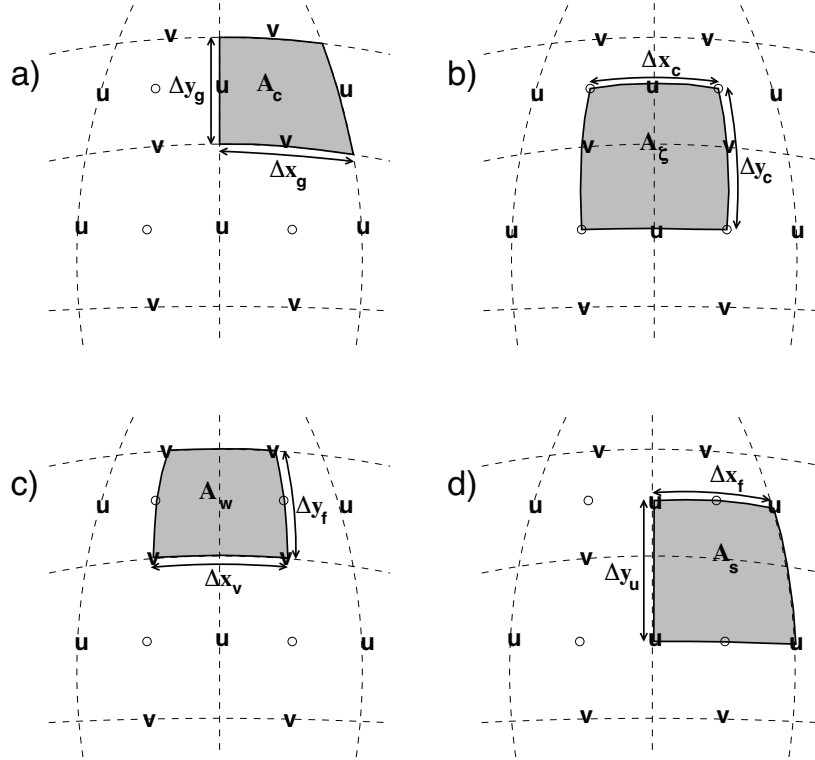 v v
a) Δy_g u A_c u u
v v
Δx_g
u u u
v v
v v
b) Δx_c
u u u
v A_ζ v Δy_c
u u u
v v
v v
c) A_w Δy_f
u u
v v
Δx_v
u u u
v v
v v
d) Δx_f
u u u
v A_s
Δy_u
u u u
v v